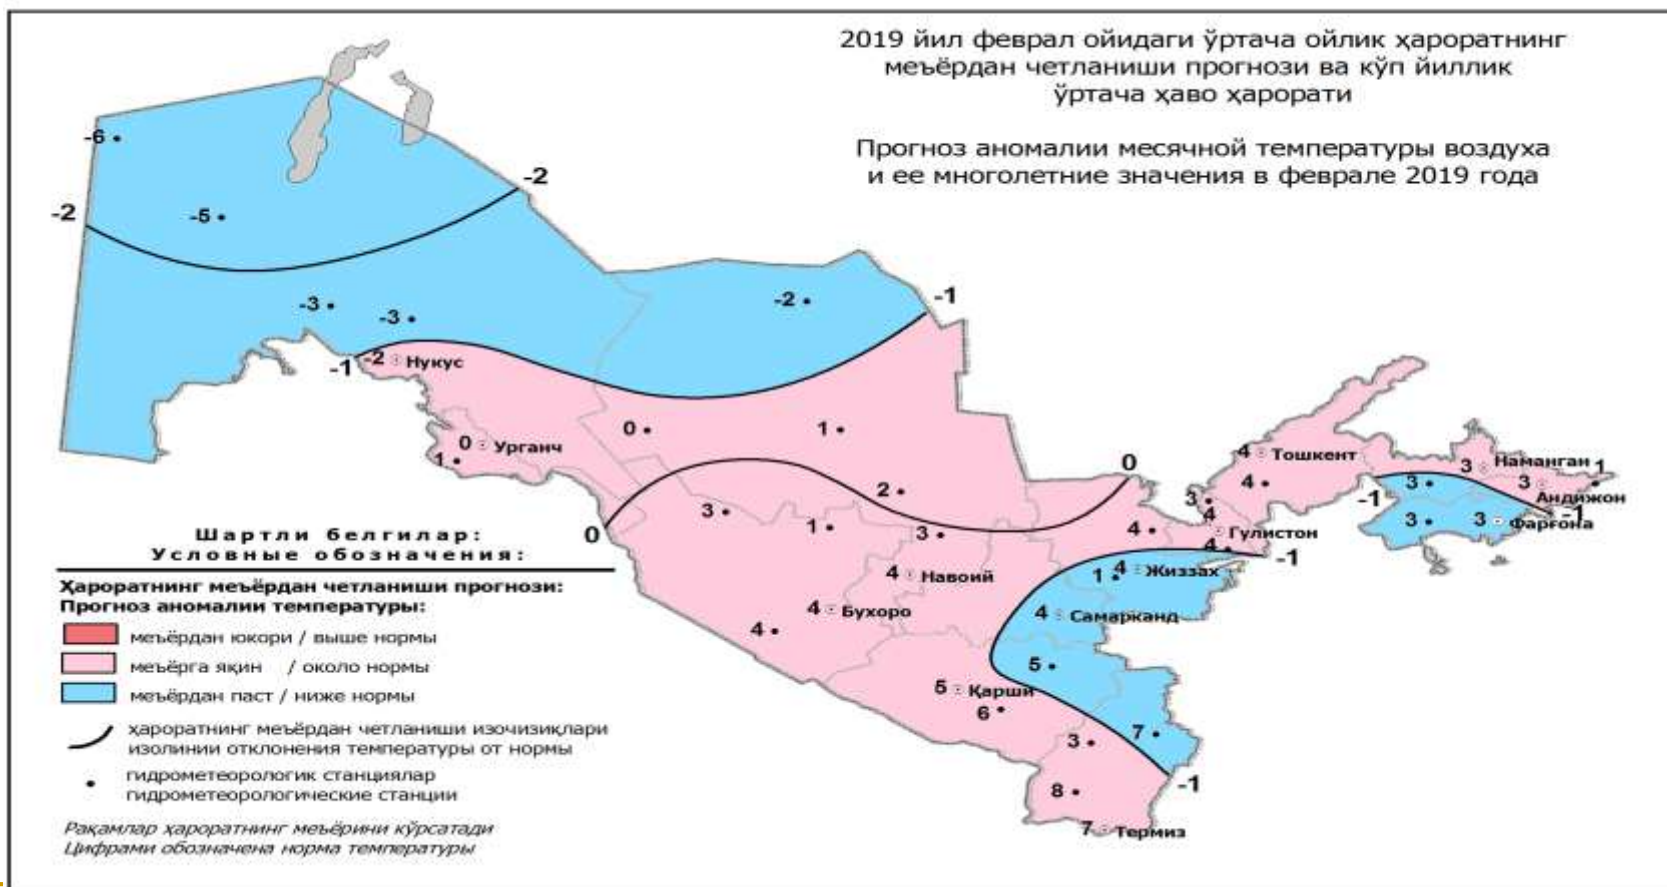 2019 йил феврал ойидаги ўртача ойлик ҳароратнинг
меъёрдан четланиши прогнози ва кўп йиллик
ўртача ҳаво ҳарорати
Прогноз аномалии месячной температуры воздуха
и ее многолетние значения в феврале 2019 года
-6
-2
-2
-5
-3
-3
-2
-1
-1
-2 Нукус
0 Урганч
1
0
1
0
4 Тошкент
3 Наманган 1
2
4
3
3
Андижон
-1
-1
3
3
4
Гулистон
3
3 Фарғона
0
3
1
3
4
4
-1
4 Навоий
1
4 Жиззах
4 Бухоро
4 Самарканд
4
5
5 Қарши
6
7
3
-1
8
7 Термиз
Шартли белгилар:
Условные обозначения:
Ҳароратнинг меъёрдан четланиши прогнози:
Прогноз аномалии температуры:
меъёрдан юкори / выше нормы
меъёрга яқин / около нормы
меъёрдан паст / ниже нормы
ҳароратнинг меъёрдан четланиши изочизиқлари
изолинии отклонения температуры от нормы
гидрометеорологик станциялар
гидрометеорологические станции
Рақамлар ҳароратнинг меъёрини кўрсатади
Цифрами обозначена норма температуры